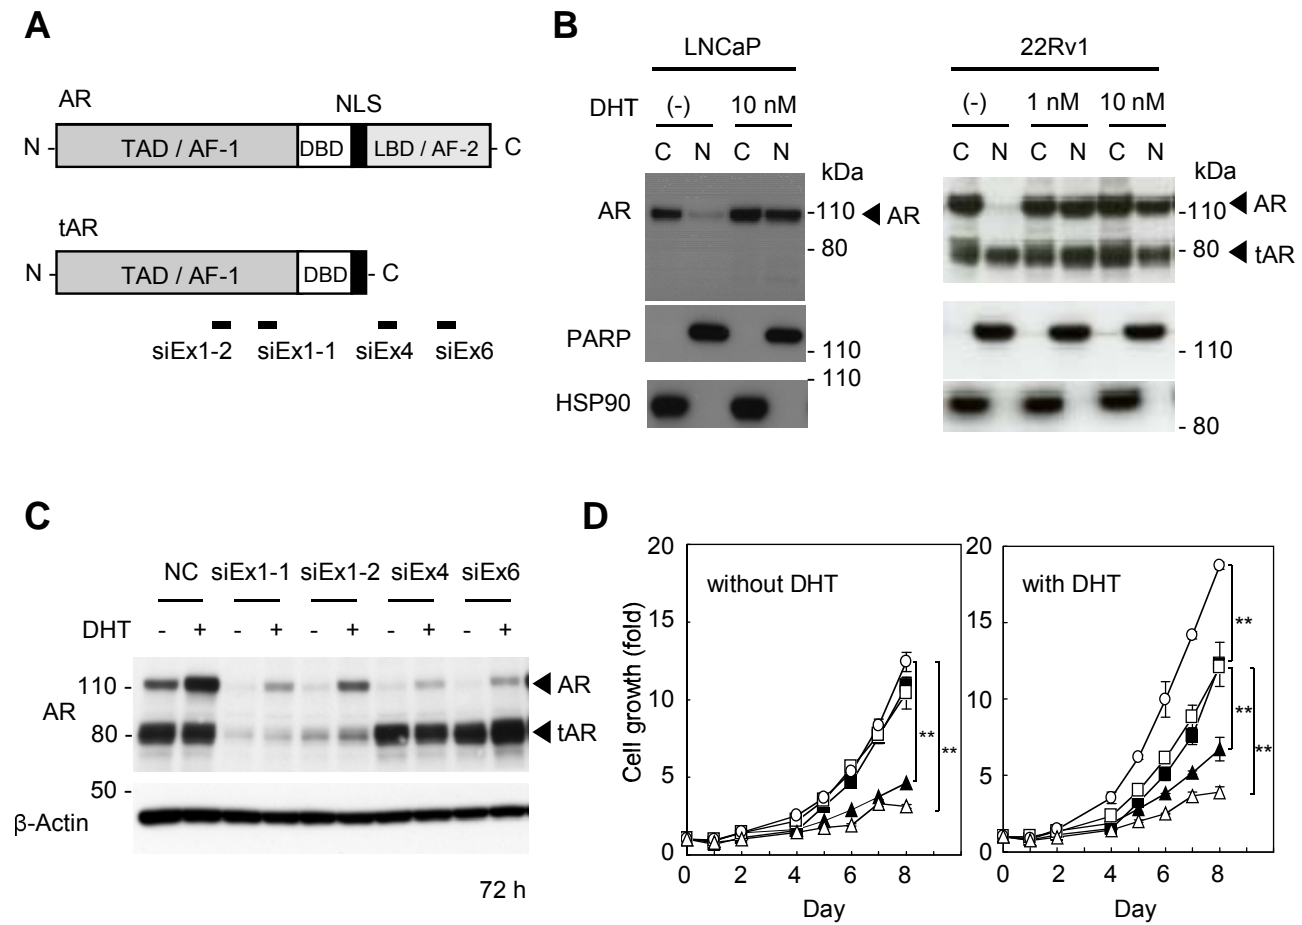 A
AR
NLS
N - TAD / AF-1 DBD LBD / AF-2 - C
tAR
N - TAD / AF-1 DBD - C
siEx1-2 siEx1-1 siEx4 siEx6
B
LNCaP 22Rv1
DHT (-) 10 nM (-) 1 nM 10 nM
C N C N C N C N C N
kDa kDa
AR -110 ◀ AR -110 ◀ AR
- 80 - 80 ◀ tAR
PARP - 110 - 110
- 110
HSP90 - 80
C
NC siEx1-1 siEx1-2 siEx4 siEx6
DHT - + - + - + - + - +
110 - ◀ AR
AR
80 - ◀ tAR
50 -
β-Actin
72 h
D
Cell growth (fold)
20
15
10
5
0
without DHT
**
**
0 2 4 6 8
Day
20
15
10
5
0
with DHT
**
**
**
0 2 4 6 8
Day